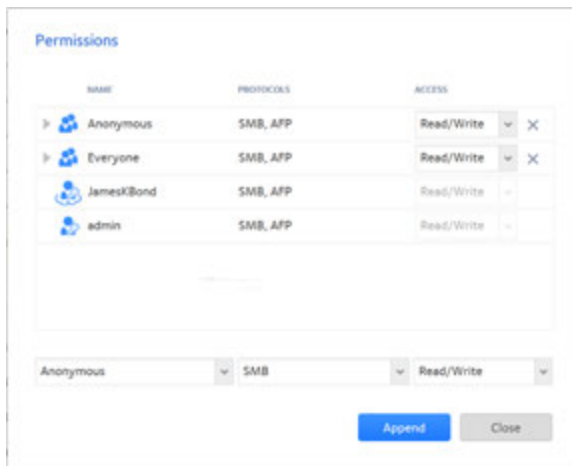 Permissions
NAME PROTOCOLS ACCESS
Anonymous SMB, AFP Read/Write
Everyone SMB, AFP Read/Write
JamesKBond SMB, AFP Read/Write
admin SMB, AFP Read/Write
Anonymous SMB Read/Write
Append Close